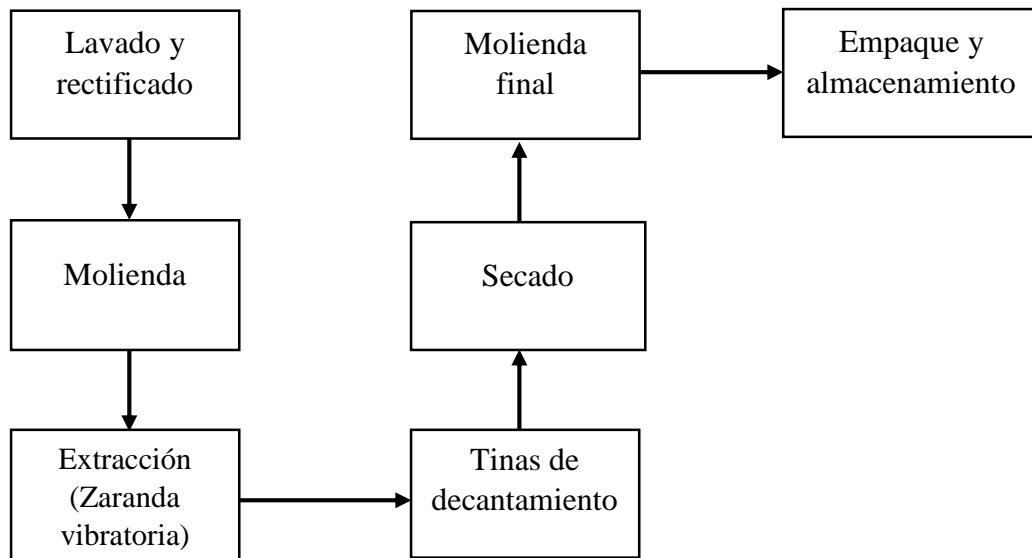 Lavado y
rectificado
Molienda
Extracción
(Zaranda
vibratoria)
Tinas de
decantamiento
Secado
Molienda
final
Empaque y
almacenamiento